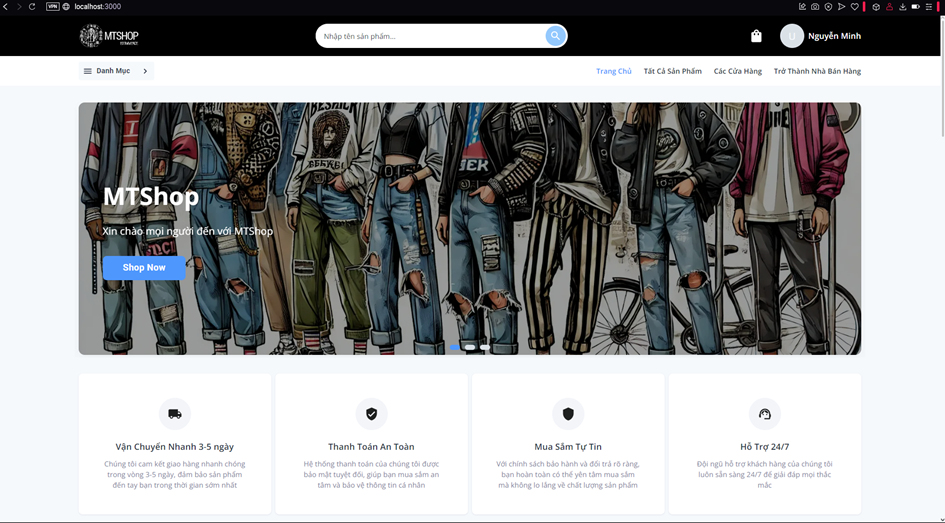 VPN
localhost:3000
MTSHOP
Nhập tên sản phẩm...
U
Nguyễn Minh
Danh Mục
Trang Chủ
Tất Cả Sản Phẩm
Các Cửa Hàng
Trở Thành Nhà Bán Hàng
MTShop
Xin chào mọi người đến với MTShop
Shop Now
Vận Chuyển Nhanh 3-5 ngày
Chúng tôi cam kết giao hàng nhanh chóng
trong vòng 3-5 ngày, đảm bảo sản phẩm
đến tay bạn trong thời gian sớm nhất
Thanh Toán An Toàn
Hệ thống thanh toán của chúng tôi được
bảo mật tuyệt đối, giúp bạn mua sắm an
tâm và bảo vệ thông tin cá nhân
Mua Sắm Tự Tin
Với chính sách bảo hành và đổi trả rõ ràng,
bạn hoàn toàn có thể yên tâm mua sắm
mà không lo lắng về chất lượng sản phẩm
Hỗ Trợ 24/7
Đội ngũ hỗ trợ khách hàng của chúng tôi
luôn sẵn sàng 24/7 để giải đáp mọi thắc
mắc